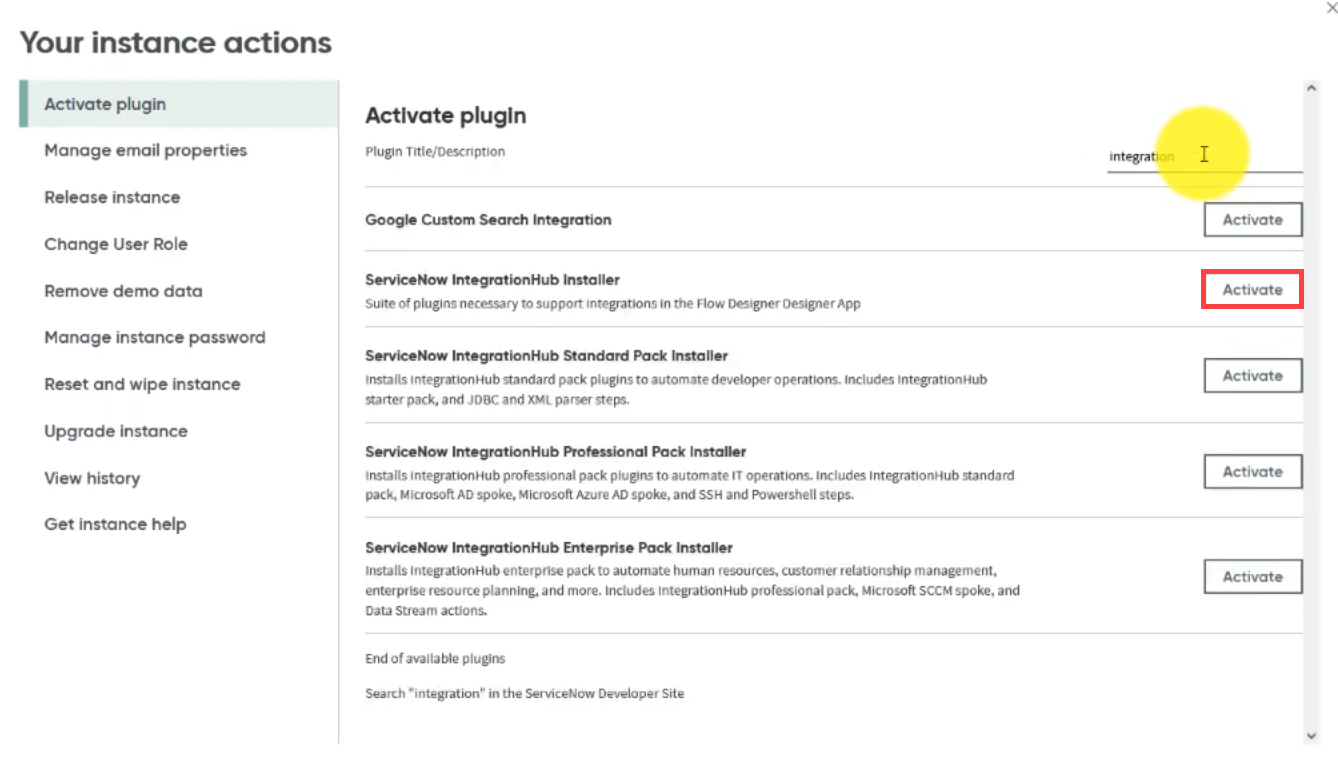 Your instance actions
Activate plugin
Manage email properties
Release instance
Change User Role
Remove demo data
Manage instance password
Reset and wipe instance
Upgrade instance
View history
Get instance help
Activate plugin
Plugin Title/Description
integration
Google Custom Search Integration
Activate
ServiceNow IntegrationHub Installer
Suite of plugins necessary to support integrations in the Flow Designer Designer App
Activate
ServiceNow IntegrationHub Standard Pack Installer
Installs IntegrationHub standard pack plugins to automate developer operations. Includes IntegrationHub
starter pack, and JDBC and XML parser steps.
Activate
ServiceNow IntegrationHub Professional Pack Installer
Installs IntegrationHub professional pack plugins to automate IT operations. Includes IntegrationHub standard
pack, Microsoft AD spoke, Microsoft Azure AD spoke, and SSH and Powershell steps.
Activate
ServiceNow IntegrationHub Enterprise Pack Installer
Installs IntegrationHub enterprise pack to automate human resources, customer relationship management,
enterprise resource planning, and more. Includes IntegrationHub professional pack, Microsoft SCCM spoke, and
Data Stream actions.
Activate
End of available plugins
Search "integration" in the ServiceNow Developer Site